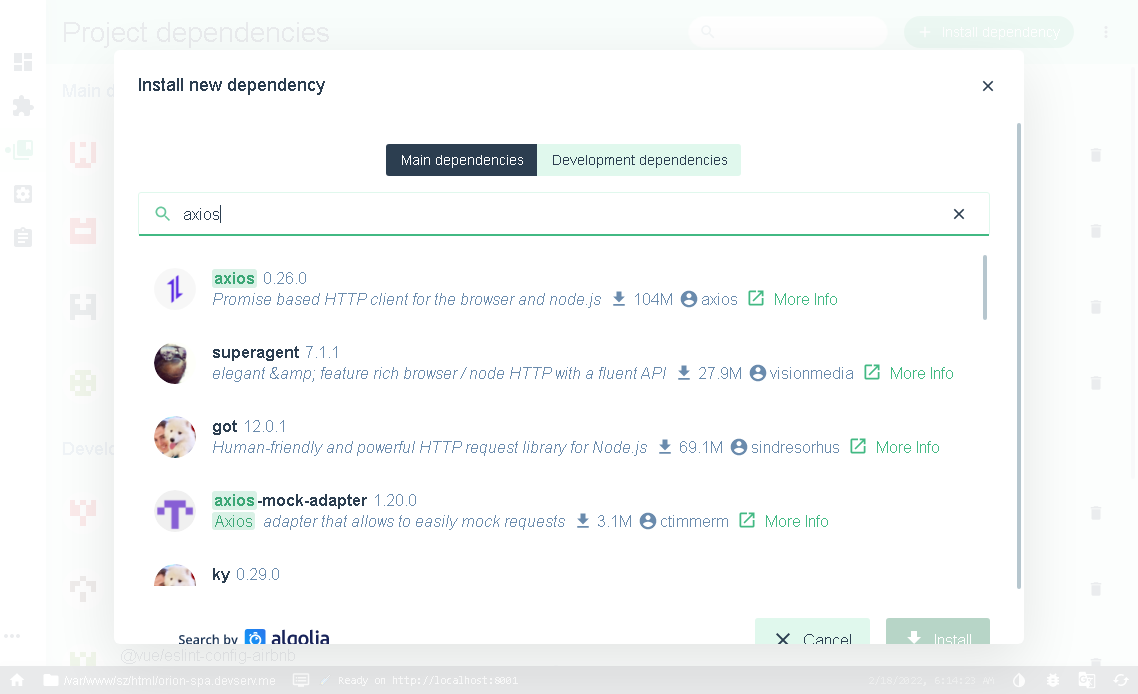 Project dependencies
Install dependency
Main d
Install new dependency
Main dependencies
Development dependencies
axios
axios 0.26.0
Promise based HTTP client for the browser and node.js 104M axios More Info
superagent 7.1.1
elegant &amp; feature rich browser / node HTTP with a fluent API 27.9M visionmedia More Info
got 12.0.1
Human-friendly and powerful HTTP request library for Node.js 69.1M sindresorhus More Info
Develo
axios-mock-adapter 1.20.0
Axios adapter that allows to easily mock requests 3.1M ctimmerm More Info
ky 0.29.0
Search by algolia
Cancel
Install
@vue/eslint-config-airbnb
/var/www/sz/html/orion-spa.devserv.me
Ready on http://localhost:8001
2/19/2022, 6:14:23 AM